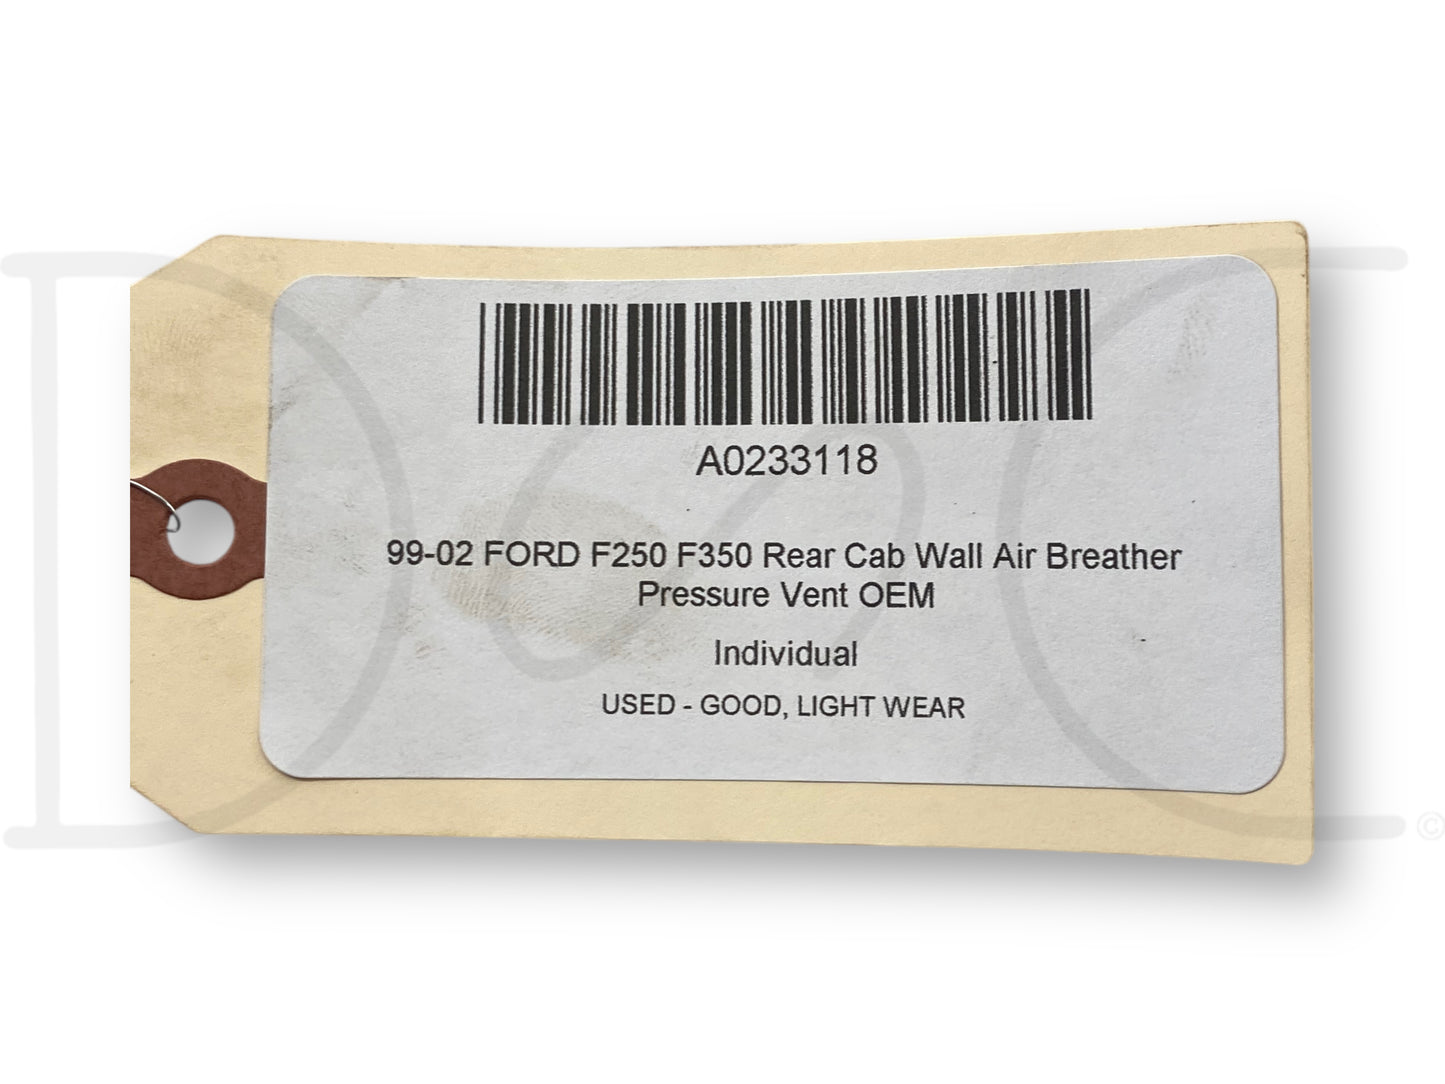 A0233118
99-02 FORD F250 F350 Rear Cab Wall Air Breather
Pressure Vent OEM
Individual
USED - GOOD, LIGHT WEAR
©